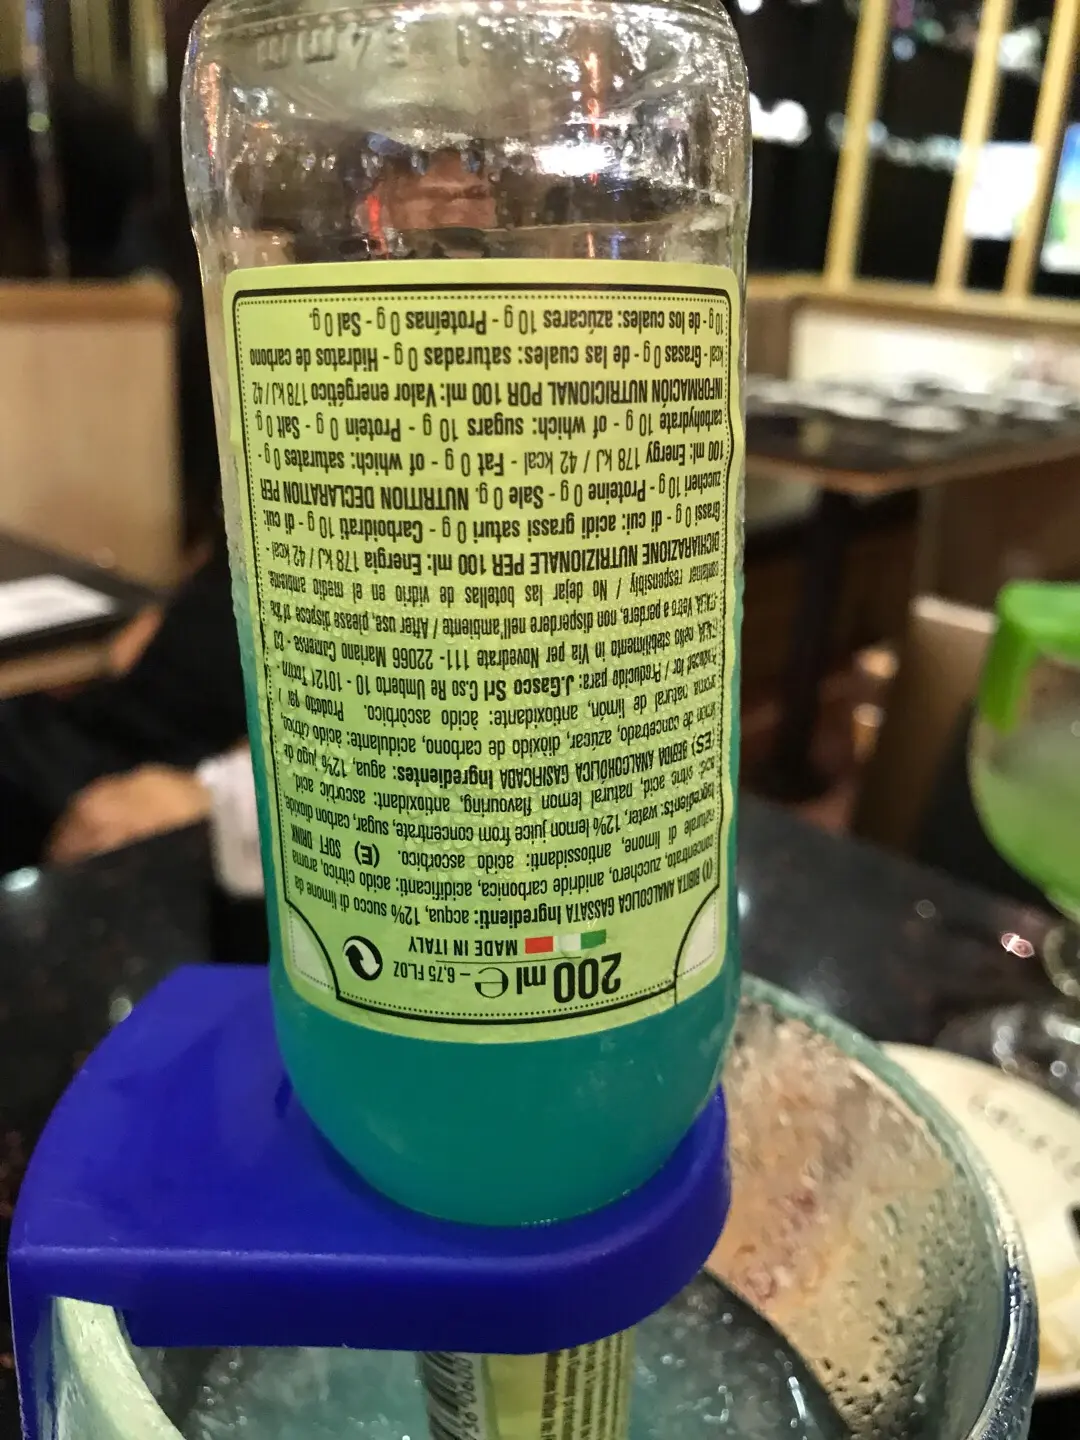 200 ml e – 6,75 FL.OZ
MADE IN ITALY
(I) BIBITA ANALCOLICA GASSATA Ingredienti: acqua, 12% succo di limone da
concentrato, zucchero, anidride carbonica, acidificanti: acido citrico, aroma
naturale di limone, antiossidanti: acido ascorbico. (E) SOFT DRINK
Ingredients: water, 12% lemon juice from concentrate, sugar, carbon dioxide,
acid: citric acid, natural lemon flavouring, antioxidant: ascorbic acid.
(ES) BEBIDA ANALCOHÓLICA GASIFICADA Ingredientes: agua, 12% jugo de
limón de concentrado, azúcar, dióxido de carbono, acidulante: ácido cítrico,
aroma natural de limón, antioxidante: ácido ascórbico. Prodotto per /
Produced for / Producido para: J.Gasco Srl C.so Re Umberto 10 - 10121 Torino -
nello stabilimento in Via per Novedrate 111- 22066 Mariano Comense - CO
Vetro a perdere, non disperdere nell'ambiente / After use, please dispose of
container responsibly / No dejar las botellas de vidrio en el medio ambiente
DICHIARAZIONE NUTRIZIONALE PER 100 ml: Energia 178 kJ / 42 kcal -
Grassi 0 g - di cui: acidi grassi saturi 0 g - Carboidrati 10 g - di cui:
zuccheri 10 g - Proteine 0 g - Sale 0 g. NUTRITION DECLARATION PER
100 ml: Energy 178 kJ / 42 kcal - Fat 0 g - of which: saturates 0 g -
carbohydrate 10 g - of which: sugars 10 g - Protein 0 g - Salt 0 g
INFORMACIÓN NUTRICIONAL POR 100 ml: Valor energético 178 kJ / 42
kcal - Grasas 0 g - de las cuales: saturadas 0 g - Hidratos de carbono
10 g - de los cuales: azúcares 10 g - Proteínas 0 g - Sal 0 g.